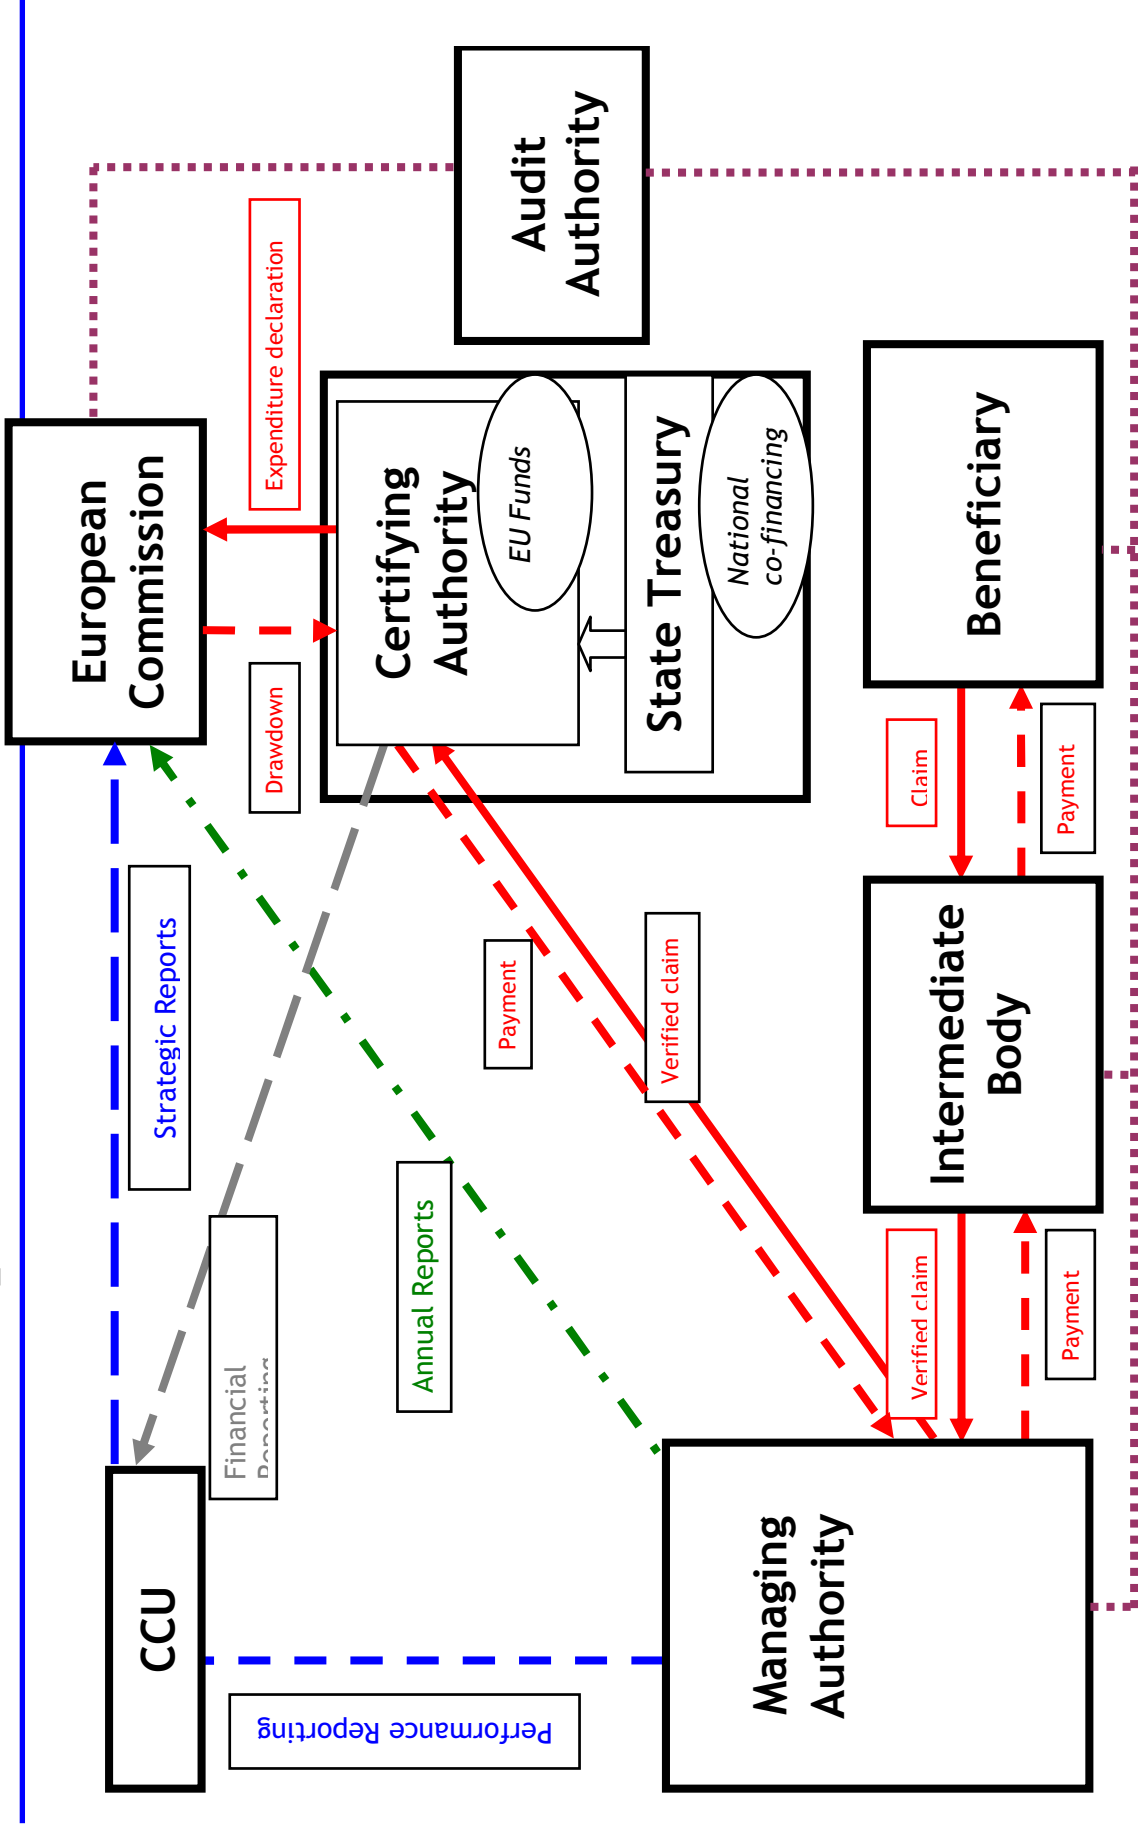 CCU
Strategic Reports
European
Commission
Financial
Reporting
Drawdown
Expenditure declaration
Performance Reporting
Annual Reports
Certifying
Authority
EU Funds
Audit
Authority
Payment
Verified claim
State Treasury
National
co-financing
Managing
Authority
Verified claim
Payment
Intermediate
Body
Claim
Payment
Beneficiary